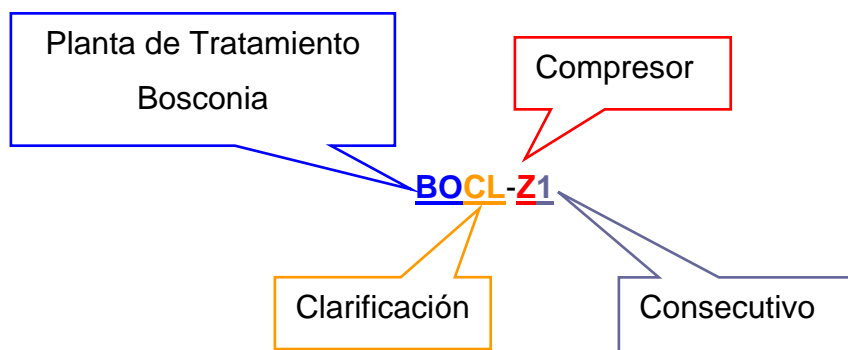 Planta de Tratamiento
Bosconia
Compresor
BOCL-Z1
Clarificación
Consecutivo